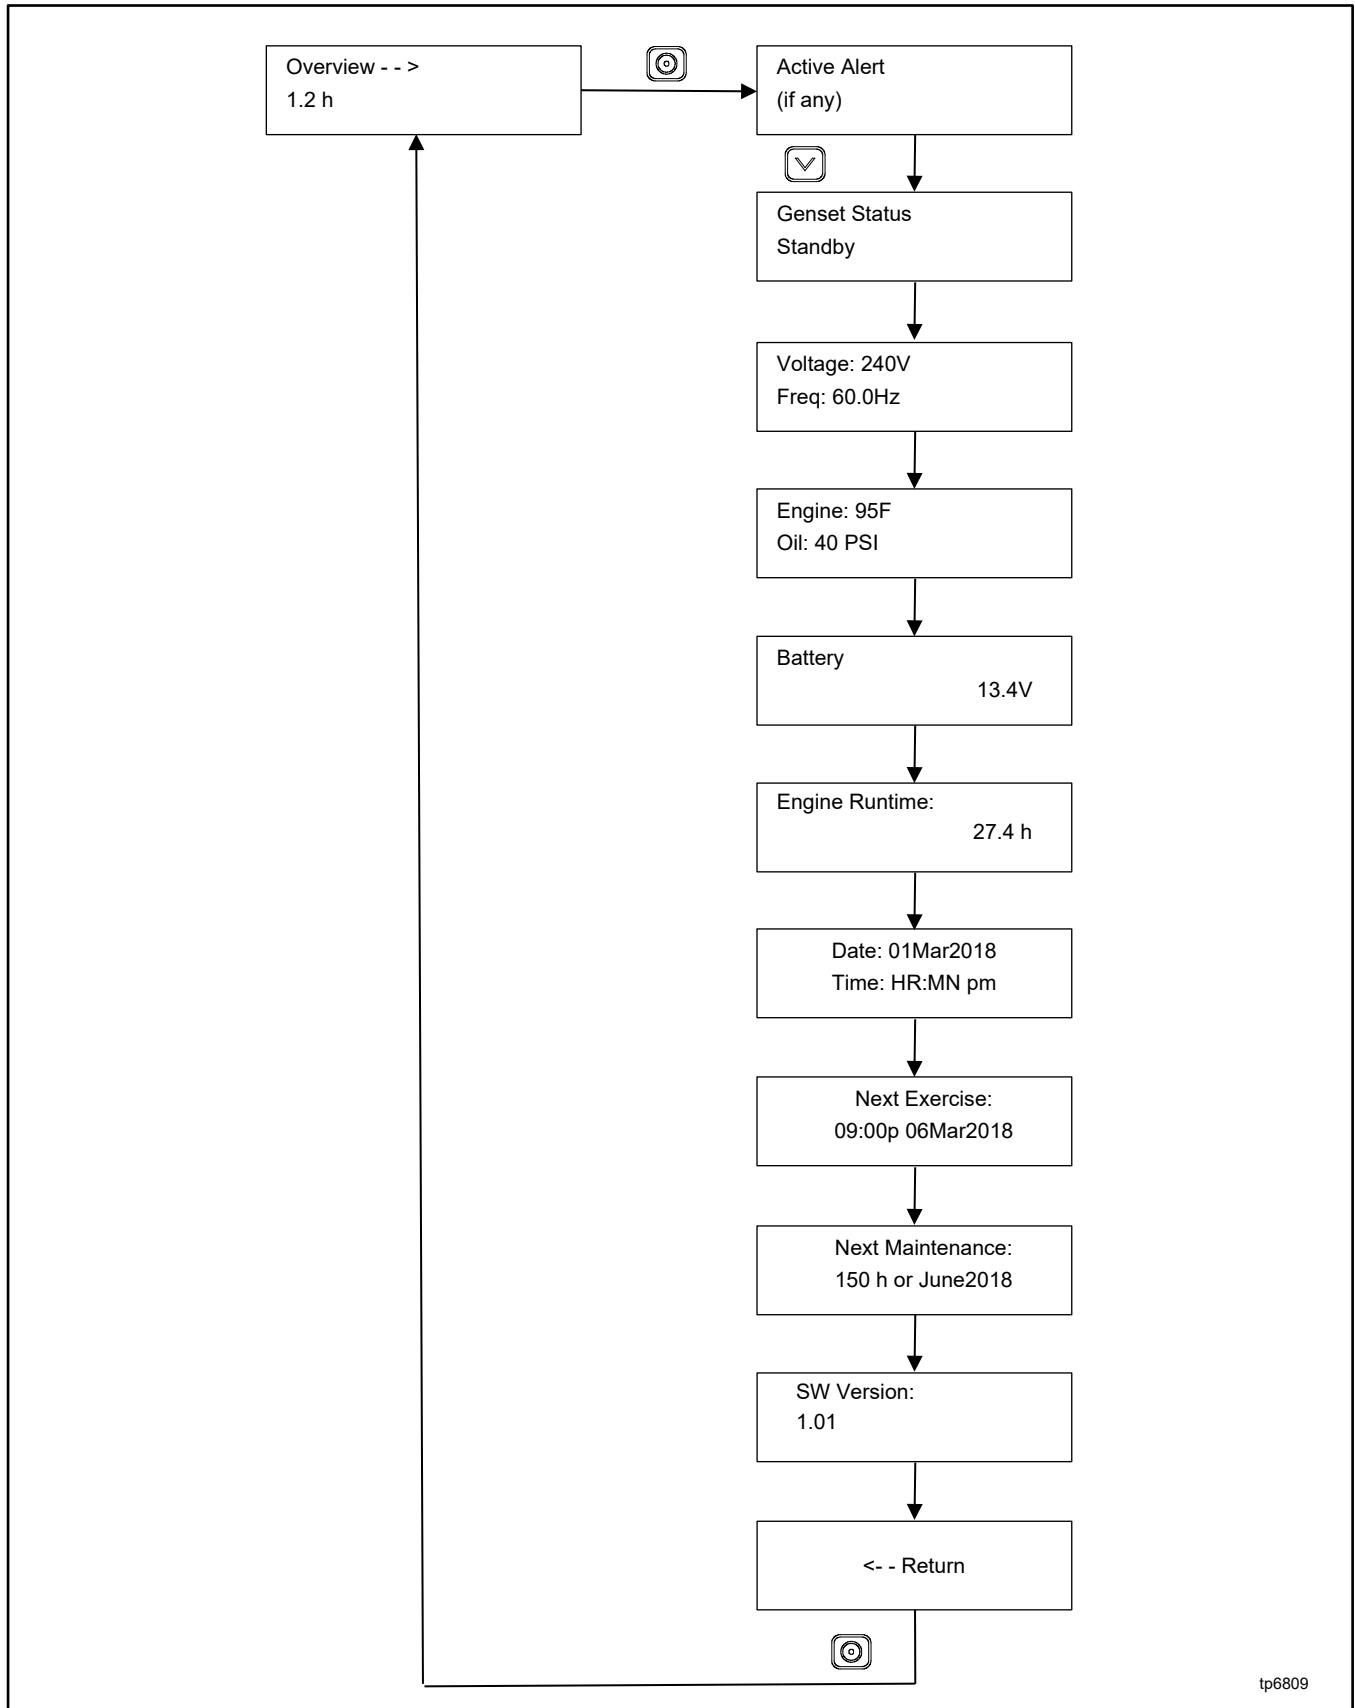 Overview - - >
1.2 h
Active Alert
(if any)
Genset Status
Standby
Voltage: 240V
Freq: 60.0Hz
Engine: 95F
Oil: 40 PSI
Battery
13.4V
Engine Runtime:
27.4 h
Date: 01Mar2018
Time: HR:MN pm
Next Exercise:
09:00p 06Mar2018
Next Maintenance:
150 h or June2018
SW Version:
1.01
<- - Return
tp6809